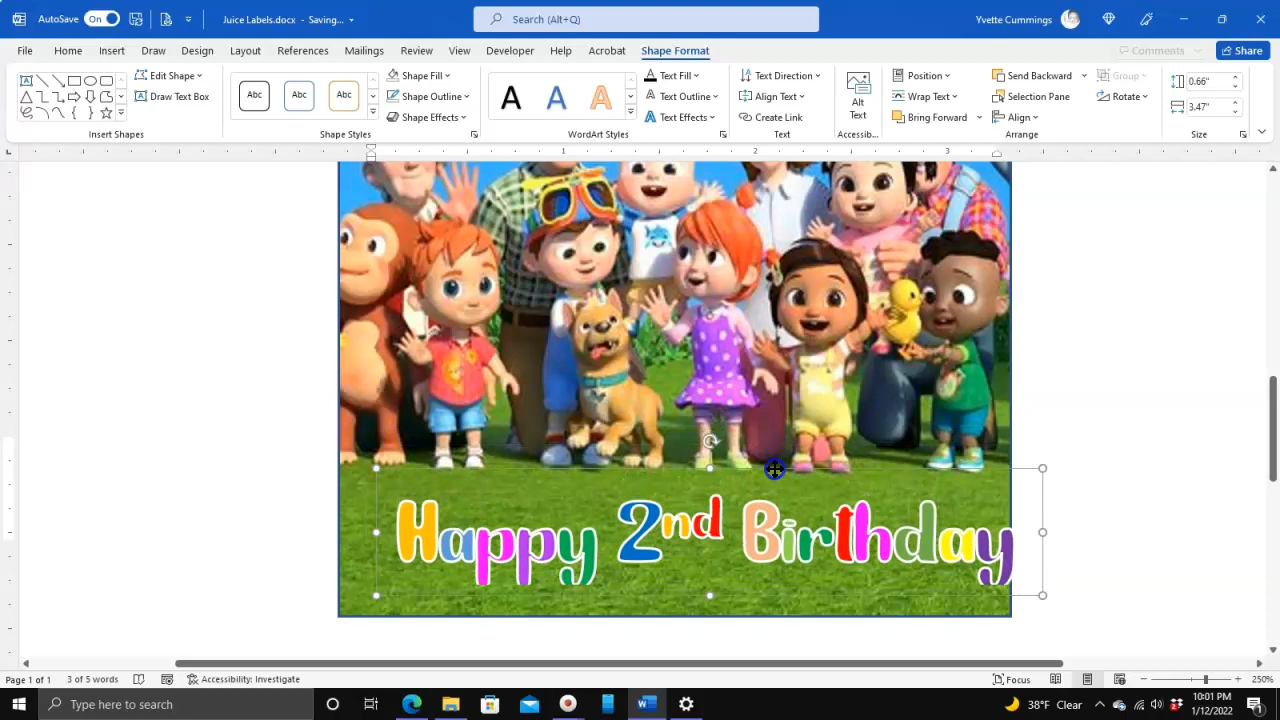 AutoSave On Juice Labels.docx - Saving... Search (Alt+Q) Yvette Cummings
File Home Insert Draw Design Layout References Mailings Review View Developer Help Acrobat Shape Format Comments Share
Edit Shape Shape Fill Text Fill Text Direction Position Send Backward Group 0.66"
Draw Text Box Abc Abc Abc Shape Outline A A A Text Outline Align Text Alt Text Wrap Text Selection Pane Rotate 3.47"
Shape Effects Text Effects Create Link Bring Forward Align
Insert Shapes Shape Styles WordArt Styles Text Accessib... Arrange Size
1 2 3
Happy 2nd Birthday
Page 1 of 1 3 of 5 words Accessibility: Investigate Focus 250%
Type here to search 38°F Clear 10:01 PM
1/12/2022